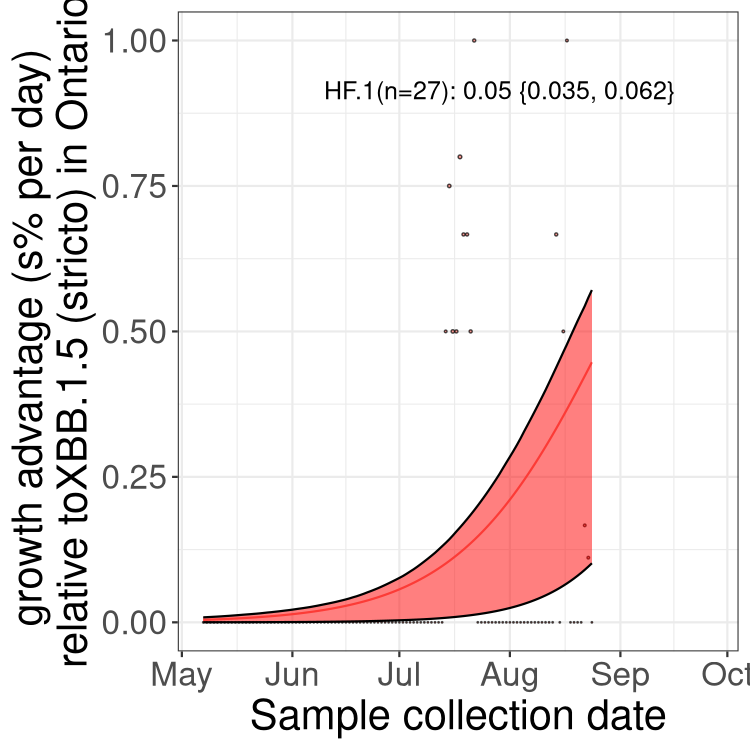 growth advantage (s% per day)
relative toXBB.1.5 (stricto) in Ontario
1.00
0.75
0.50
0.25
0.00
HF.1(n=27): 0.05 {0.035, 0.062}
May Jun Jul Aug Sep Oct
Sample collection date